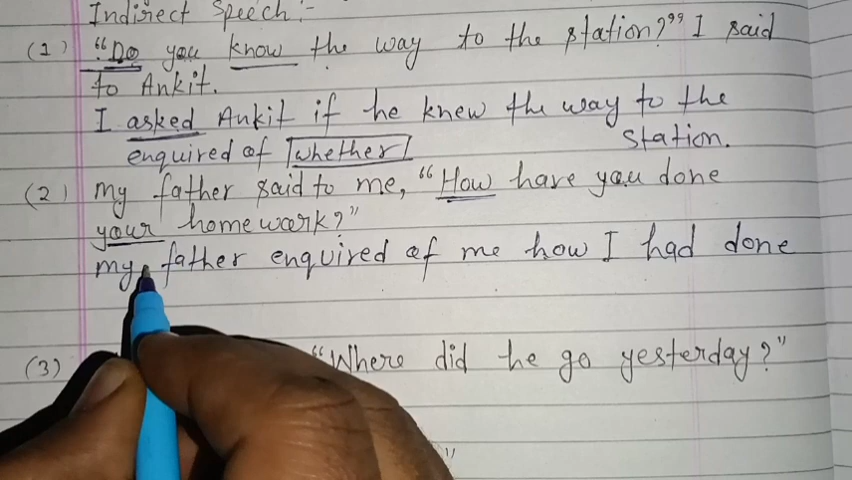 Indirect Speech :-
(1) "Do you know the way to the station?" I said
to Ankit.
I asked Ankit if he knew the way to the
station.
enquired of whether
(2) My father said to me, "How have you done
your homework?"
My father enquired of me how I had done
(3) "Where did he go yesterday?"
"